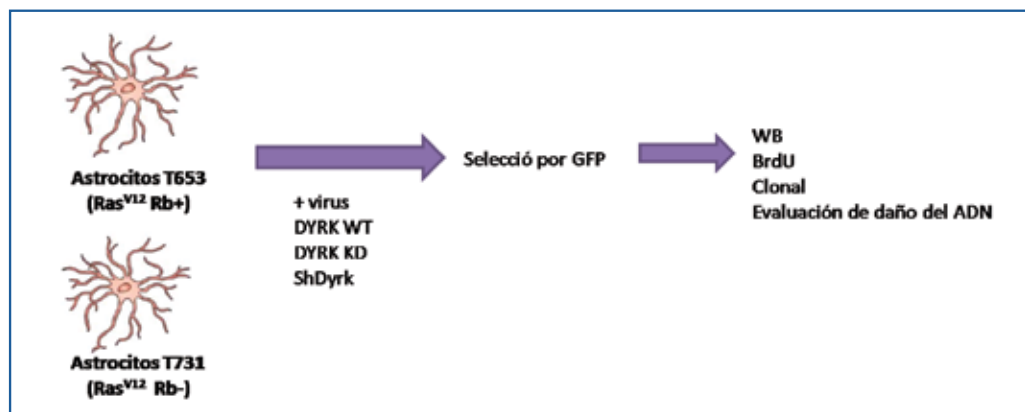 Astrocitos T653
(Ras^V12 Rb+)
+ virus
DYRK WT
DYRK KD
ShDyrk
Selecció por GFP
WB
BrdU
Clonal
Evaluación de daño del ADN
Astrocitos T731
(Ras^V12 Rb-)